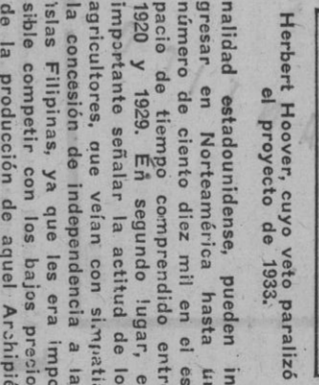 Herbert Hoover, cuyo veto paralizó
el proyecto de 1933.
nalidad estadounidense, pueden in
gresar en Norteamérica hasta u
número de ciento diez mil en el es
pacio de tiempo comprendido entr
1920 y 1929. En segundo lugar, e
importante señalar la actitud de lo
agricultores, que veían con simpatí
la concesión de independencia a la
Islas Filipinas, ya que les era impo
sible competir con los bajos precio
de la producción de aquel Archipié